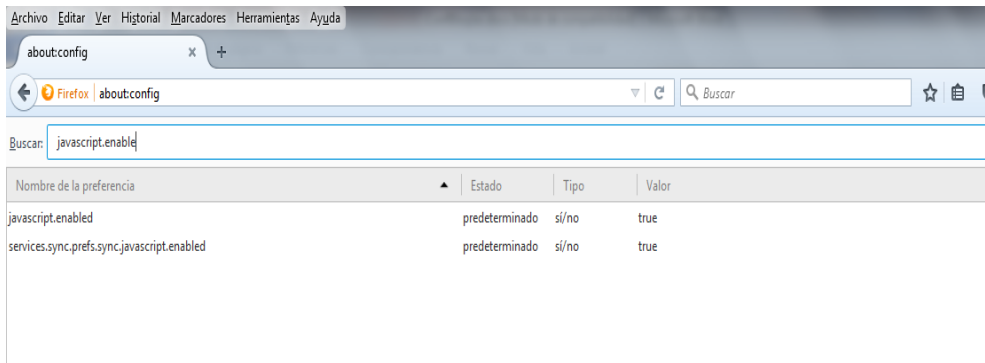 Archivo Editar Ver Historial Marcadores Herramientas Ayuda
about:config
Firefox about:config Buscar
Buscar: javascript.enable
Nombre de la preferencia Estado Tipo Valor
javascript.enabled predeterminado sí/no true
services.sync.prefs.sync.javascript.enabled predeterminado sí/no true